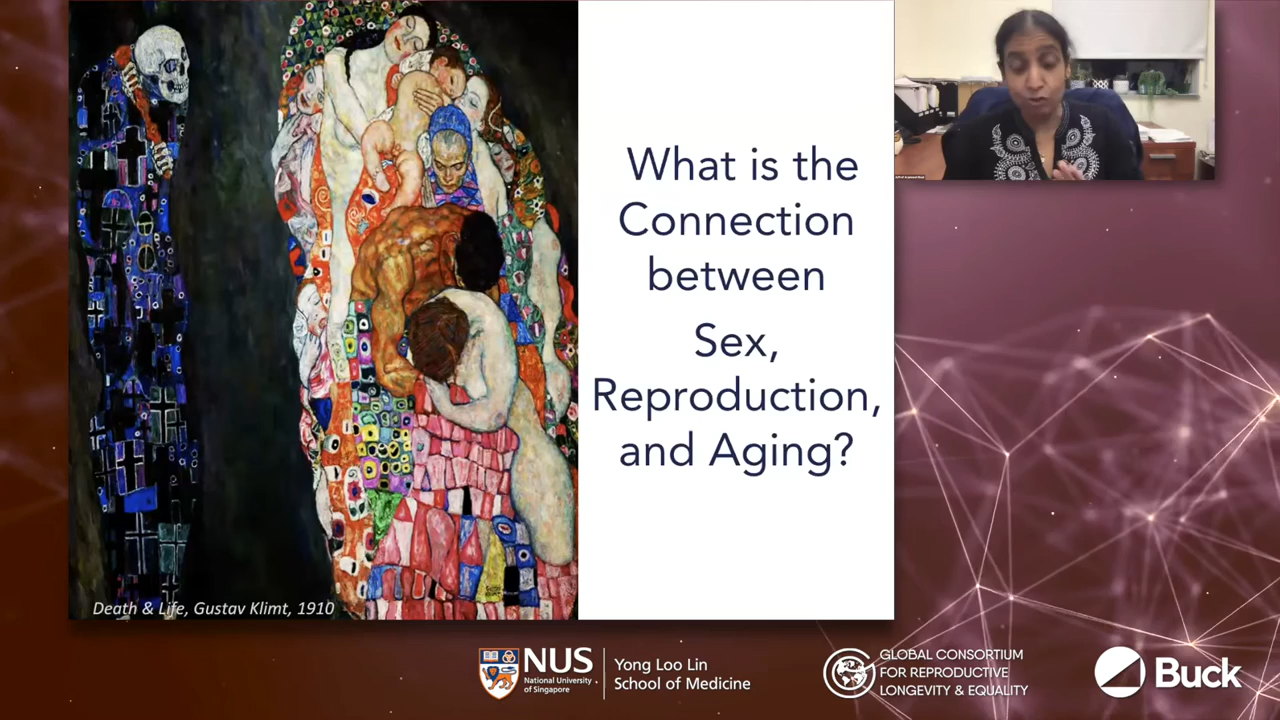 What is the
Connection
between
Sex,
Reproduction,
and Aging?
Death & Life, Gustav Klimt, 1910
NUS
National University
of Singapore
Yong Loo Lin
School of Medicine
GLOBAL CONSORTIUM
FOR REPRODUCTIVE
LONGEVITY & EQUALITY
Buck